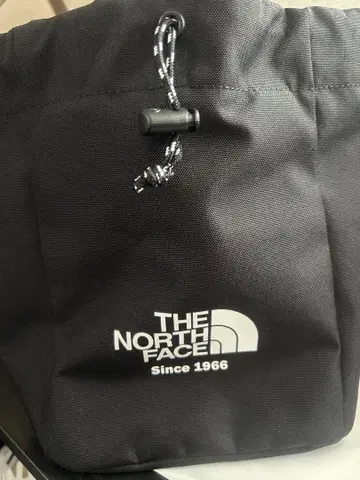 THE
NORTH
FACE
Since 1966